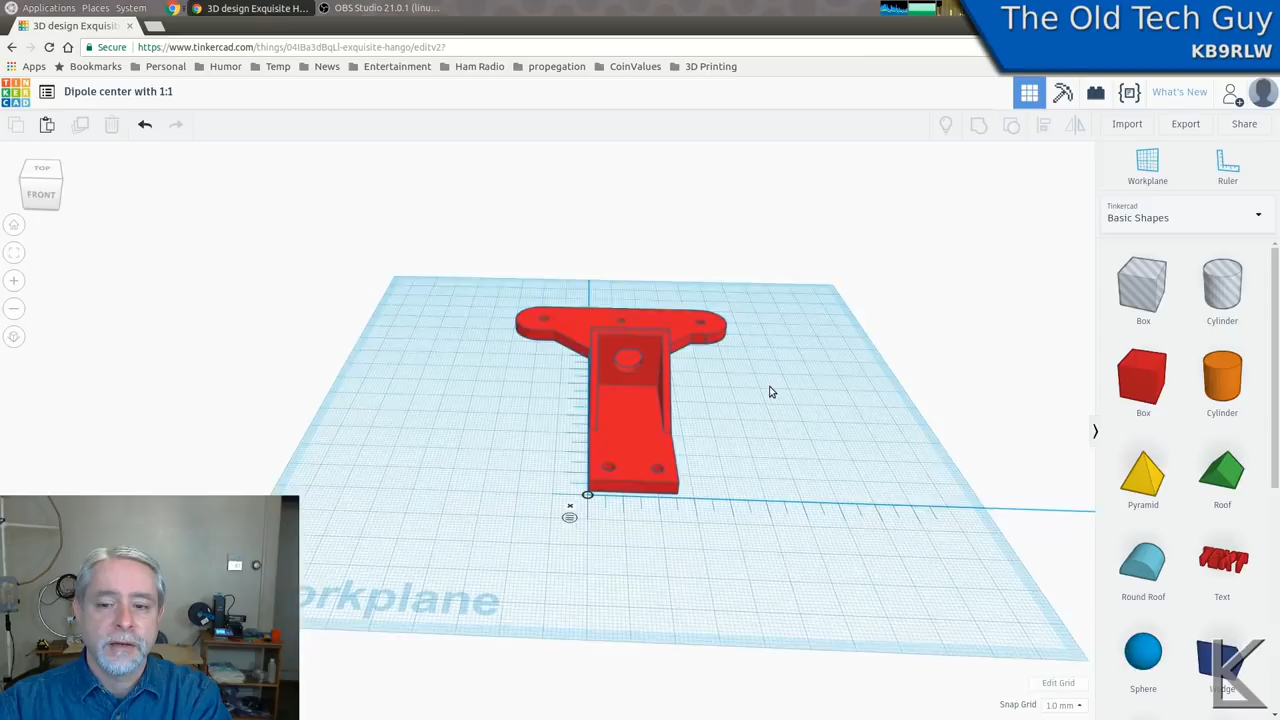 Applications Places System
3D design Exquisite H...
OBS Studio 21.0.1 (linu...
The Old Tech Guy
KB9RLW
3D design Exquisit
Secure
https://www.tinkercad.com/things/04IBa3dBqLl-exquisite-hango/editv2?
Apps
Bookmarks
Personal
Humor
Temp
News
Entertainment
Ham Radio
propegation
CoinValues
3D Printing
TIN
KER
CAD
Dipole center with 1:1
What's New
Import
Export
Share
TOP
FRONT
Workplane
Ruler
Tinkercad
Basic Shapes
Box
Cylinder
Box
Cylinder
Pyramid
Roof
Round Roof
TEXT
Text
Sphere
orkplane
Edit Grid
Snap Grid
1.0 mm
K